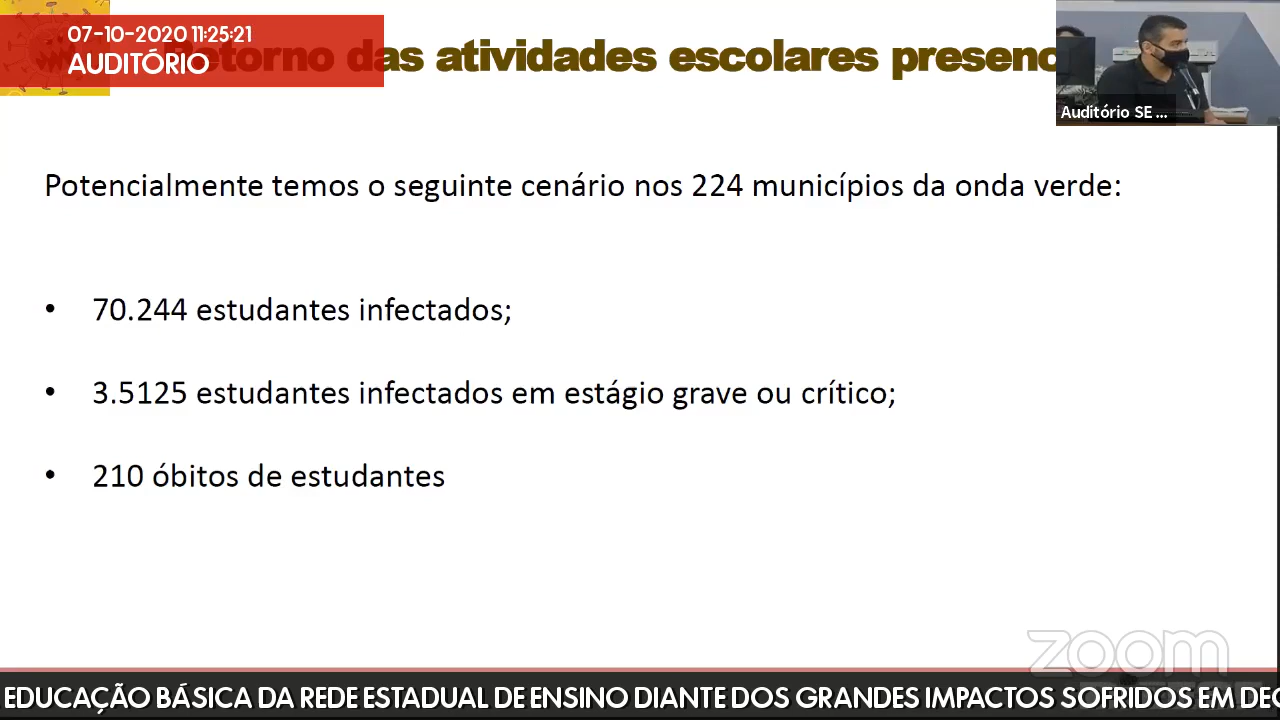 07-10-2020 11:25:21
AUDITÓRIO
Retorno das atividades escolares presenc
Auditório SE ...
Potencialmente temos o seguinte cenário nos 224 municípios da onda verde:
• 70.244 estudantes infectados;
• 3.5125 estudantes infectados em estágio grave ou crítico;
• 210 óbitos de estudantes
zoom
EDUCAÇÃO BÁSICA DA REDE ESTADUAL DE ENSINO DIANTE DOS GRANDES IMPACTOS SOFRIDOS EM DEC